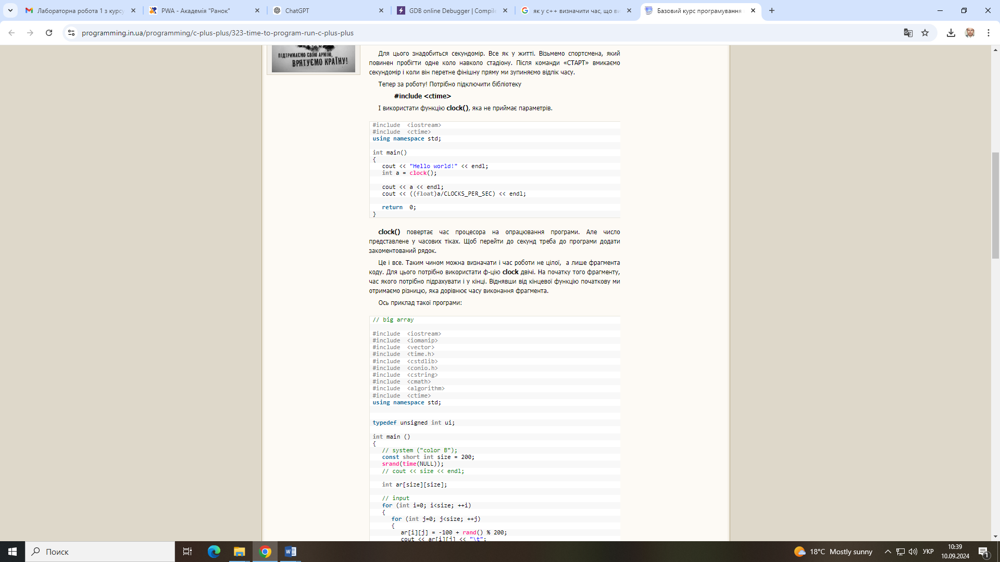 Лабораторна робота 1 з курсу
PWA - Академія "Ранок"
ChatGPT
GDB online Debugger | Compile
як у с++ визначити час, що ви
Базовий курс програмування
programming.in.ua/programming/c-plus-plus/323-time-to-program-run-c-plus-plus
ПІДТРИМАЄМО СВОЮ АРМІЮ,
ВРЯТУЄМО КРАЇНУ!
Для цього знадобиться секундомір. Все як у житті. Візьмемо спортсмена, який
повинен пробігти одне коло навколо стадіону. Після команди «СТАРТ» вмикаємо
секундомір і коли він перетне фінішну пряму ми зупиняємо відлік часу.
Тепер за роботу! Потрібно підключити бібліотеку
#include <ctime>
І використати функцію clock(), яка не приймає параметрів.
#include  <iostream>
#include  <ctime>
using namespace std;
int main()
{
cout << "Hello world!" << endl;
int a = clock();
cout << a << endl;
cout << ((float)a/CLOCKS_PER_SEC) << endl;
return  0;
}
clock() повертає час процесора на опрацювання програми. Але число
представлене у часових тіках. Щоб перейти до секунд треба до програми додати
закоментований рядок.
Це і все. Таким чином можна визначати і час роботи не цілої,  а лише фрагмента
коду. Для цього потрібно використати ф-цію clock двічі. На початку того фрагменту,
час якого потрібно підрахувати і у кінці. Віднявши від кінцевої функцію початкову ми
отримаємо різницю, яка дорівнює часу виконання фрагмента.
Ось приклад такої програми:
// big array
#include  <iostream>
#include  <iomanip>
#include  <vector>
#include  <time.h>
#include  <cstdlib>
#include  <conio.h>
#include  <cstring>
#include  <cmath>
#include  <algorithm>
#include  <ctime>
using namespace std;
typedef unsigned int ui;
int main ()
{
// system ("color B");
const short int size = 200;
srand(time(NULL));
// cout << size << endl;
int ar[size][size];
// input
for (int i=0; i<size; ++i)
{
for (int j=0; j<size; ++j)
{
ar[i][j] = -100 + rand() % 200;
cout << ar[i][j] << "\t";
Поиск
18°C Mostly sunny
УКР
10:39
10.09.2024
1